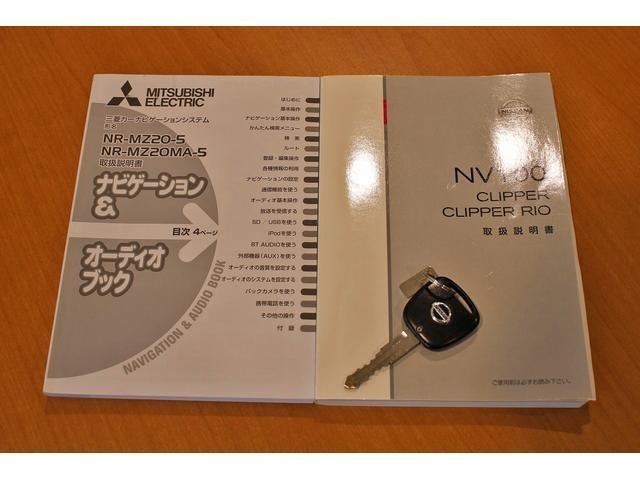 MITSUBISHI
ELECTRIC
三菱カーナビゲーションシステム
形名
NR-MZ20-5
NR-MZ20MA-5
取扱説明書
ナビゲーション
&
目次 4ページ
オーディオ
ブック
NAVIGATION & AUDIO BOOK
はじめに
基本操作
ナビゲーション基本操作
かんたん検索メニュー
検 索
ルート
登録・編集操作
各種情報の利用
ナビゲーションの設定
通信機能を使う
オーディオ基本操作
放送を受信する
SD／USBを使う
iPodを使う
BT AUDIOを使う
外部機器(AUX)を使う
オーディオの音質を設定する
オーディオのシステムを設定する
バックカメラを使う
携帯電話を使う
その他の操作
付 録
NISSAN
NV100
CLIPPER
CLIPPER RIO
取扱説明書
ご使用前は必ずお読み下さい。